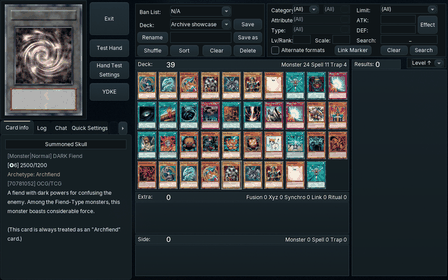 Exit
Test Hand
Hand Test
Settings
YDKE
Ban List:
N/A
Deck:
Archive showcase
Save
Rename
Save as
Shuffle
Sort
Clear
Delete
Category:
(All)
(All)
Attribute
(All)
Type:
(All)
Lv./Rank:
Scale:
Limit:
(All)
ATK:
DEF:
Search:
Effect
Alternate formats
Link Marker
Clear
Search
Deck:
39
Monster 24 Spell 11 Trap 4
Results:
0
Level ↑
Card info
Log
Chat
Quick Settings
Summoned Skull
[Monster|Normal] DARK Fiend
[★6] 2500/1200
Archetype: Archfiend
[70781052] OCG/TCG
A fiend with dark powers for confusing the enemy. Among the Fiend-Type monsters, this monster boasts considerable force.
(This card is always treated as an "Archfiend" card.)
Extra:
0
Fusion 0 Xyz 0 Synchro 0 Link 0 Ritual 0
Side:
0
Monster 0 Spell 0 Trap 0